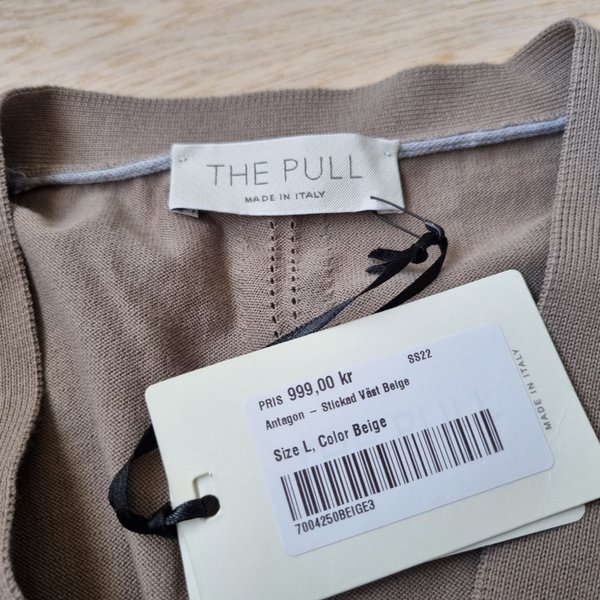 THE PULL
MADE IN ITALY
PRIS 999,00 kr
SS22
Antagon – Stickad Väst Beige
Size L, Color Beige
7004250BEIGE3
MADE IN ITALY